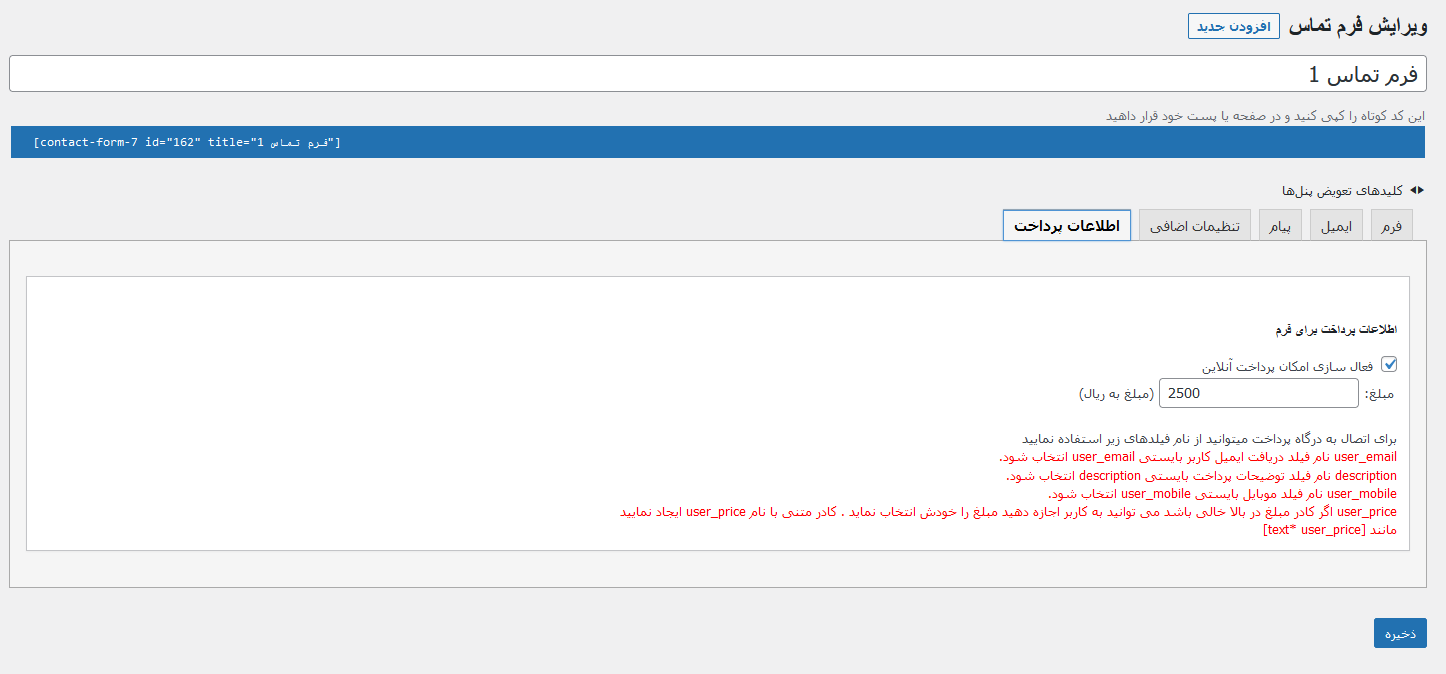 ویرایش فرم تماس افزودن جدید
فرم تماس 1
این کد کوتاه را کپی کنید و در صفحه یا پست خود قرار داهید
[contact-form-7 id="162" title="فرم تماس 1"]
کلیدهای تعویض پنل‌ها
فرم ایمیل پیام تنظیمات اضافی اطلاعات پرداخت
اطلاعات پرداخت برای فرم
فعال سازی امکان پرداخت آنلاین
مبلغ: 2500 (مبلغ به ریال)
برای اتصال به درگاه پرداخت میتوانید از نام فیلدهای زیر استفاده نمایید
user_email نام فیلد دریافت ایمیل کاربر بایستی user_email انتخاب شود.
description نام فیلد توضیحات پرداخت بایستی description انتخاب شود.
user_mobile نام فیلد موبایل بایستی user_mobile انتخاب شود.
user_price اگر کادر مبلغ در بالا خالی باشد می توانید به کاربر اجازه دهید مبلغ را خودش انتخاب نماید . کادر متنی با نام user_price ایجاد نمایید
مانند [text* user_price]
ذخیره